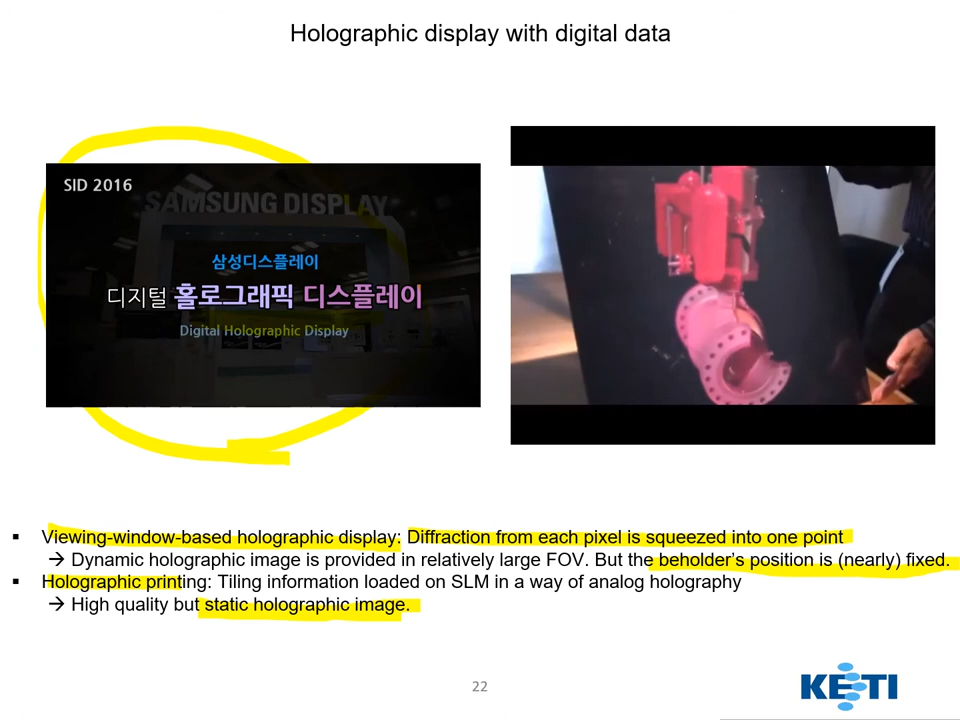 Holographic display with digital data
SID 2016
SAMSUNG DISPLAY
삼성디스플레이
디지털 홀로그래픽 디스플레이
Digital Holographic Display
▪ Viewing-window-based holographic display: Diffraction from each pixel is squeezed into one point
→ Dynamic holographic image is provided in relatively large FOV. But the beholder's position is (nearly) fixed.
▪ Holographic printing: Tiling information loaded on SLM in a way of analog holography
→ High quality but static holographic image.
22
KETI